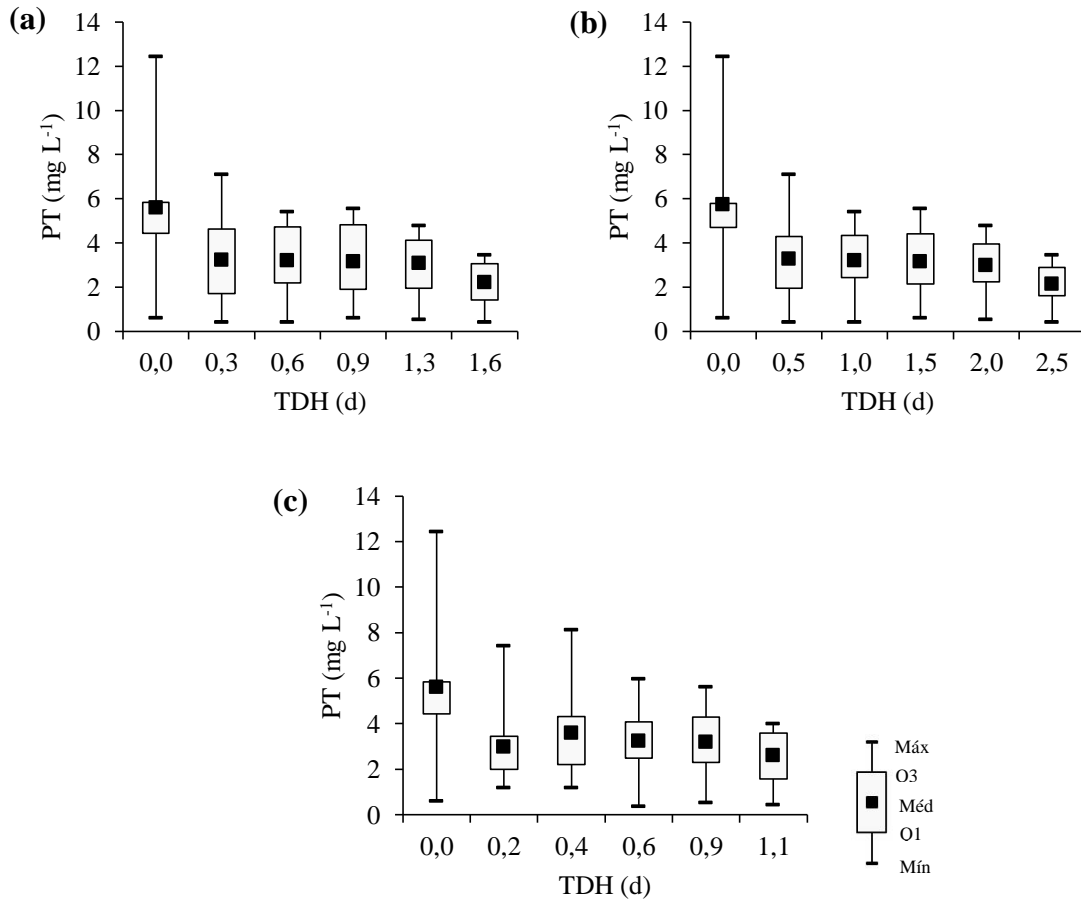 (a)
14
12
10
8
6
4
2
0
PT (mg L⁻¹)
0,0 0,3 0,6 0,9 1,3 1,6
TDH (d)
(b)
14
12
10
8
6
4
2
0
PT (mg L⁻¹)
0,0 0,5 1,0 1,5 2,0 2,5
TDH (d)
(c)
14
12
10
8
6
4
2
0
PT (mg L⁻¹)
0,0 0,2 0,4 0,6 0,9 1,1
TDH (d)
Máx
O3
Méd
O1
Mín